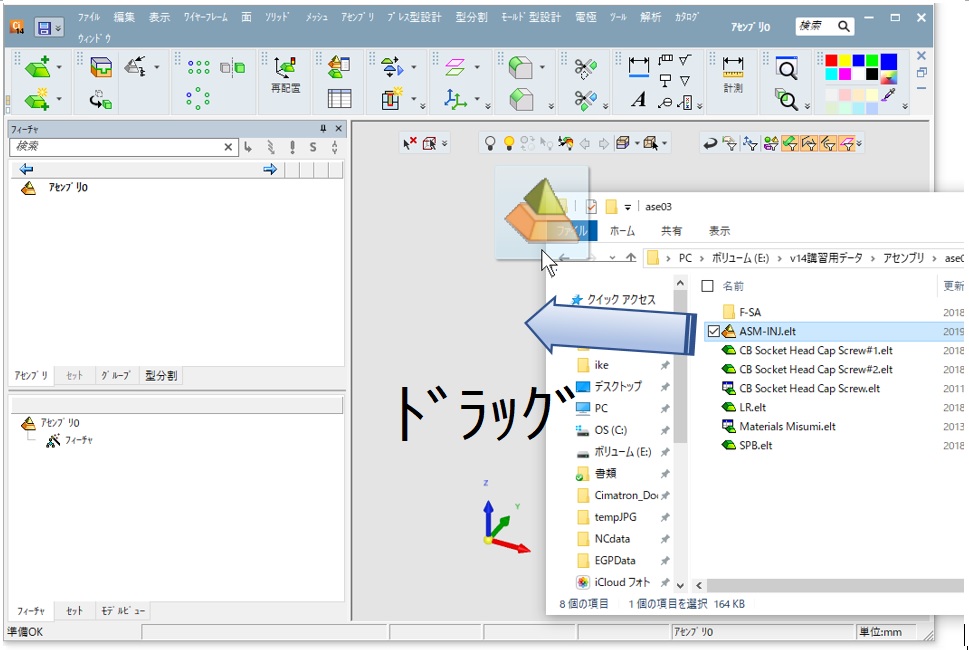 ファイル 編集 表示 ワイヤーフレーム 面 ソリッド メッシュ アセンブリ プレス型設計 型分割 モールド型設計 電極 ツール 解析 カタログ
ウィンドウ
アセンブリ0
検索
14
再配置
計測
フィーチャ
検索
S
アセンブリ0
アセンブリ セット グループ 型分割
アセンブリ0
フィーチャ
フィーチャ セット モデルビュー
準備OK
アセンブリ0
単位:mm
ドラッグ
Z
Y
ase03
ファイル ホーム 共有 表示
PC > ボリューム (E:) > v14講習用データ > アセンブリ >
クイック アクセス
ike
デスクトップ
PC
OS (C:)
ボリューム (E:)
書類
Cimatron_Do
tempJPG
NCdata
EGPData
iCloud フォト
名前 更新
F-SA 2018
ASM-INJ.elt 2019
CB Socket Head Cap Screw#1.elt 2018
CB Socket Head Cap Screw#2.elt 2018
CB Socket Head Cap Screw.elt 2011
LR.elt 2018
Materials Misumi.elt 2013
SPB.elt 2018
8 個の項目 1 個の項目を選択 164 KB